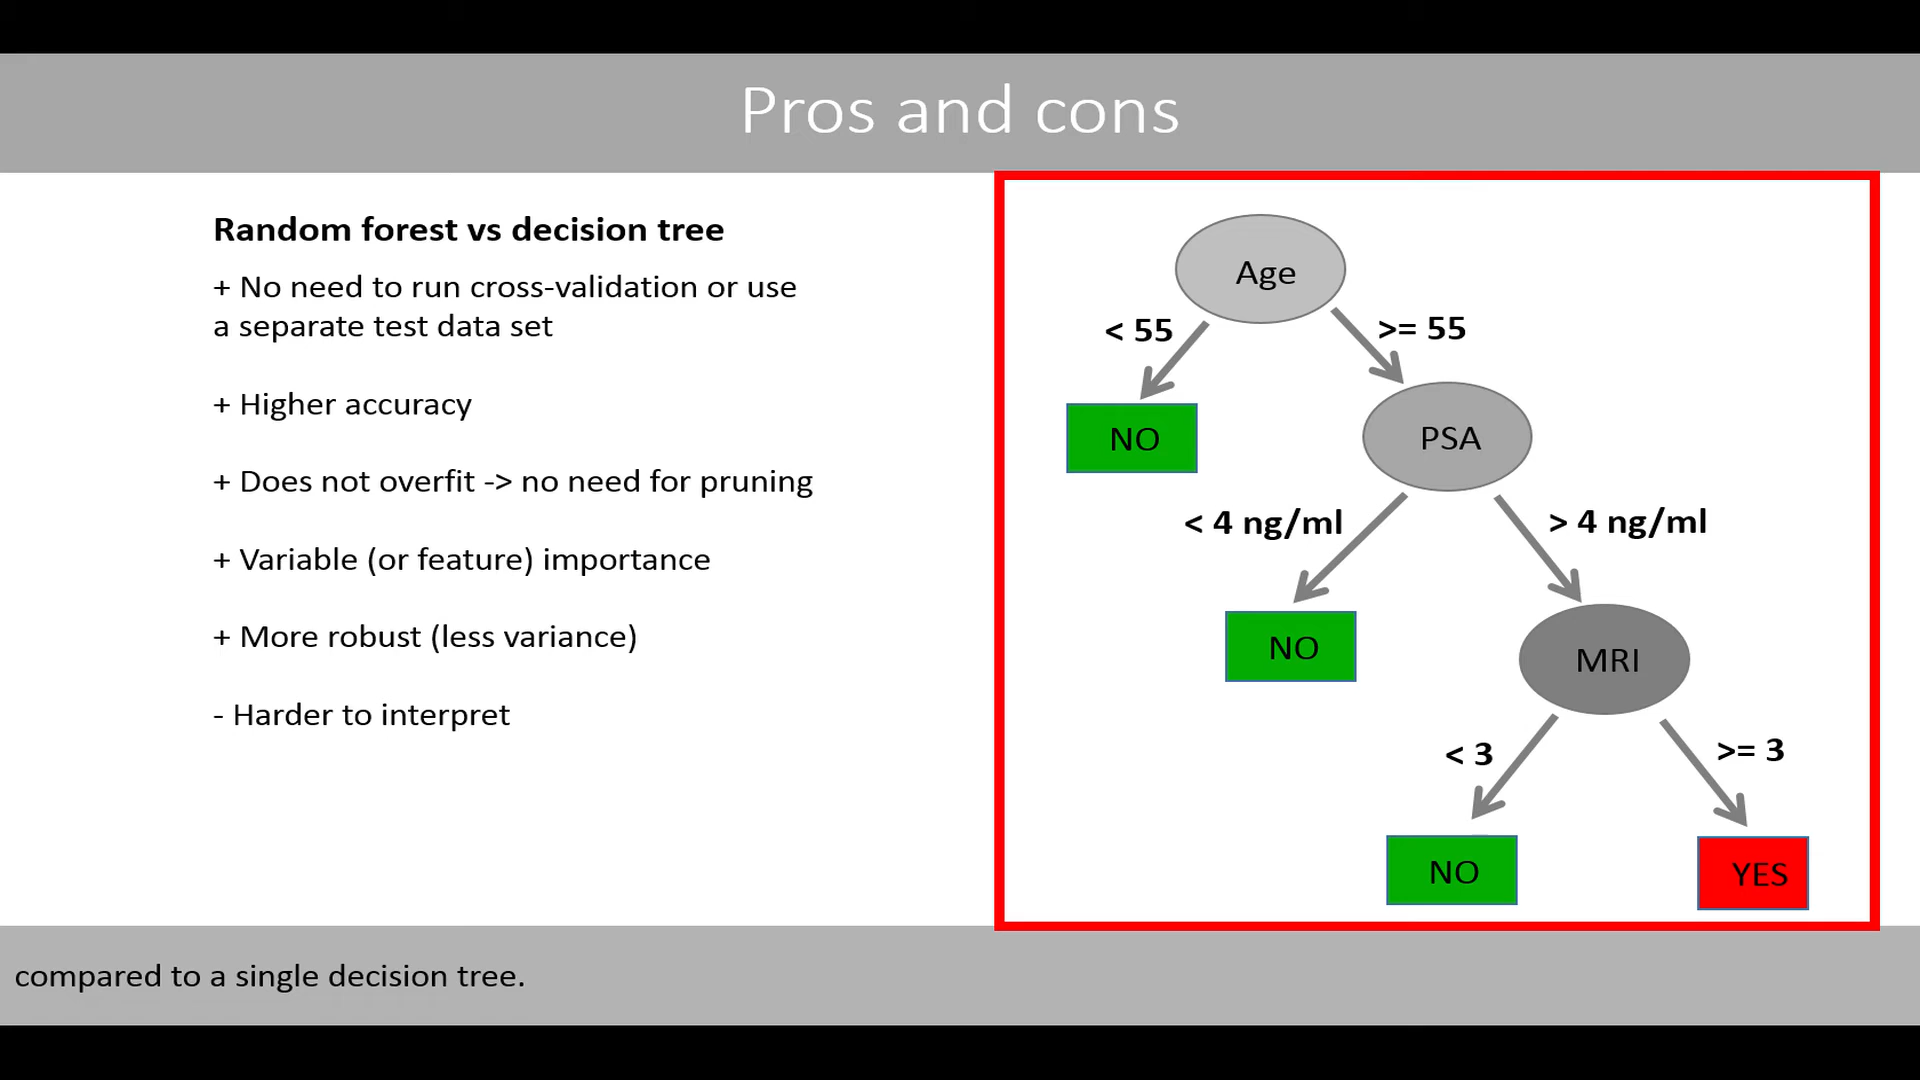 Pros and cons
Random forest vs decision tree
+ No need to run cross-validation or use
a separate test data set
+ Higher accuracy
+ Does not overfit -> no need for pruning
+ Variable (or feature) importance
+ More robust (less variance)
- Harder to interpret
Age
< 55
>= 55
NO
PSA
< 4 ng/ml
> 4 ng/ml
NO
MRI
< 3
>= 3
NO
YES
compared to a single decision tree.